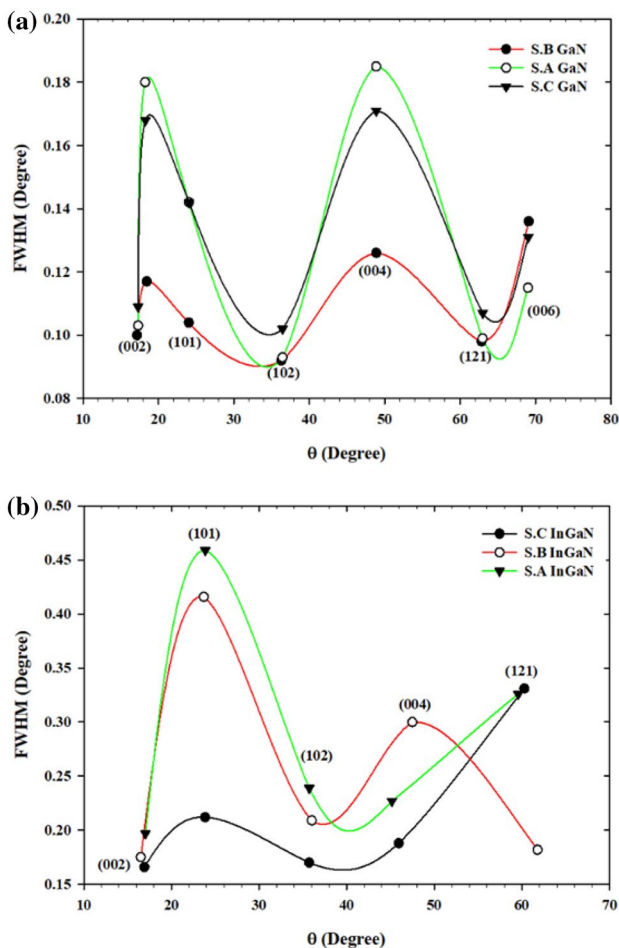 (a)
0.20
0.18
0.16
0.14
0.12
0.10
0.08
FWHM (Degree)
S.B GaN
S.A GaN
S.C GaN
(002)
(101)
(102)
(004)
(121)
(006)
10 20 30 40 50 60 70 80
θ (Degree)
(b)
0.50
0.45
0.40
0.35
0.30
0.25
0.20
0.15
FWHM (Degree)
S.C InGaN
S.B InGaN
S.A InGaN
(101)
(102)
(004)
(121)
(002)
10 20 30 40 50 60 70
θ (Degree)